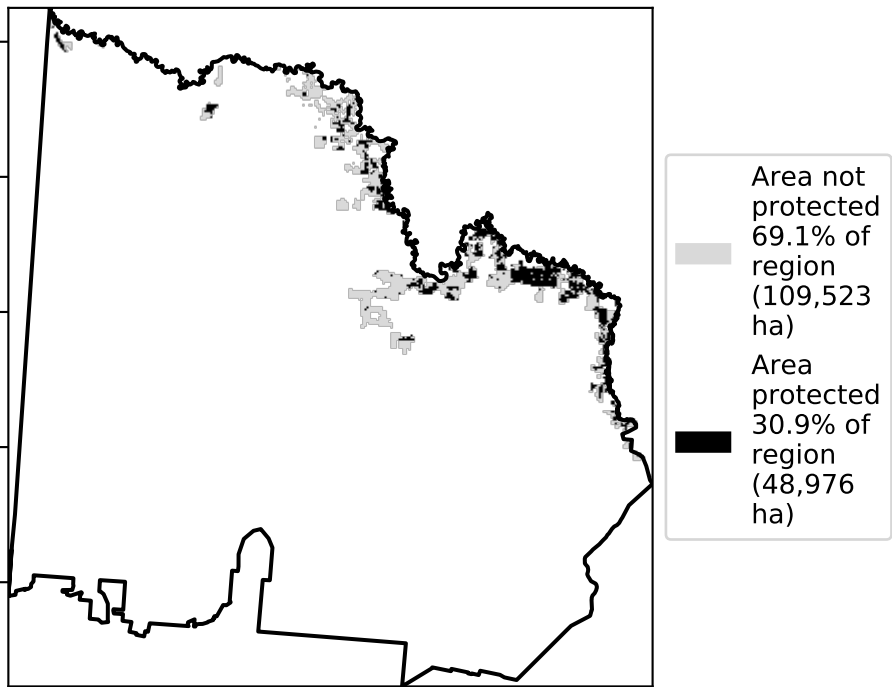 Area not
protected
69.1% of
region
(109,523
ha)
Area
protected
30.9% of
region
(48,976
ha)